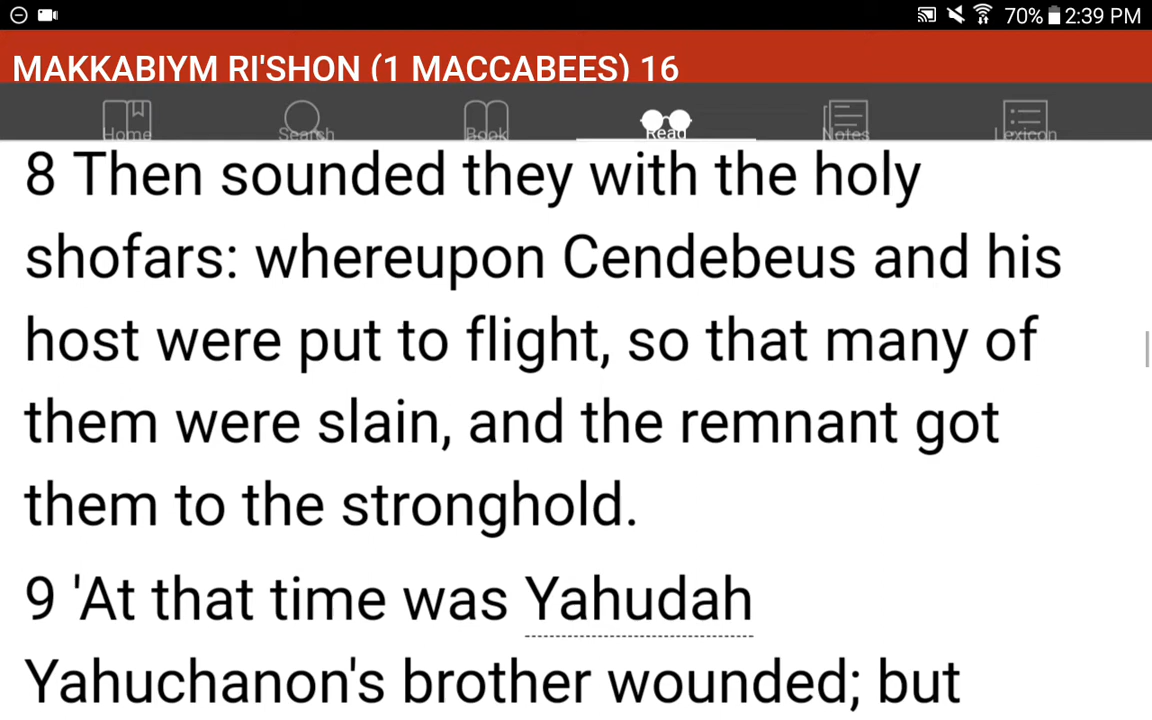 70% 2:39 PM
MAKKABIYM RI'SHON (1 MACCABEES) 16
Home Search Book Read Notes Lexicon
8 Then sounded they with the holy
shofars: whereupon Cendebeus and his
host were put to flight, so that many of
them were slain, and the remnant got
them to the stronghold.
9 'At that time was Yahudah
Yahuchanon's brother wounded; but